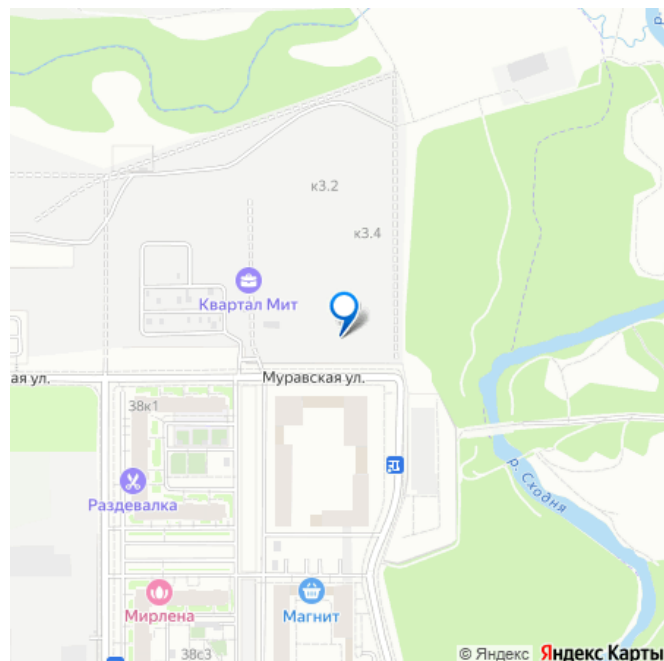 р.
к3.2
к3.4
Квартал Мит
ая ул.
Муравская ул.
38к1
Раздевалка
р. Сходня
Мирлена
Магнит
38с3
© Яндекс Яндекс Карты